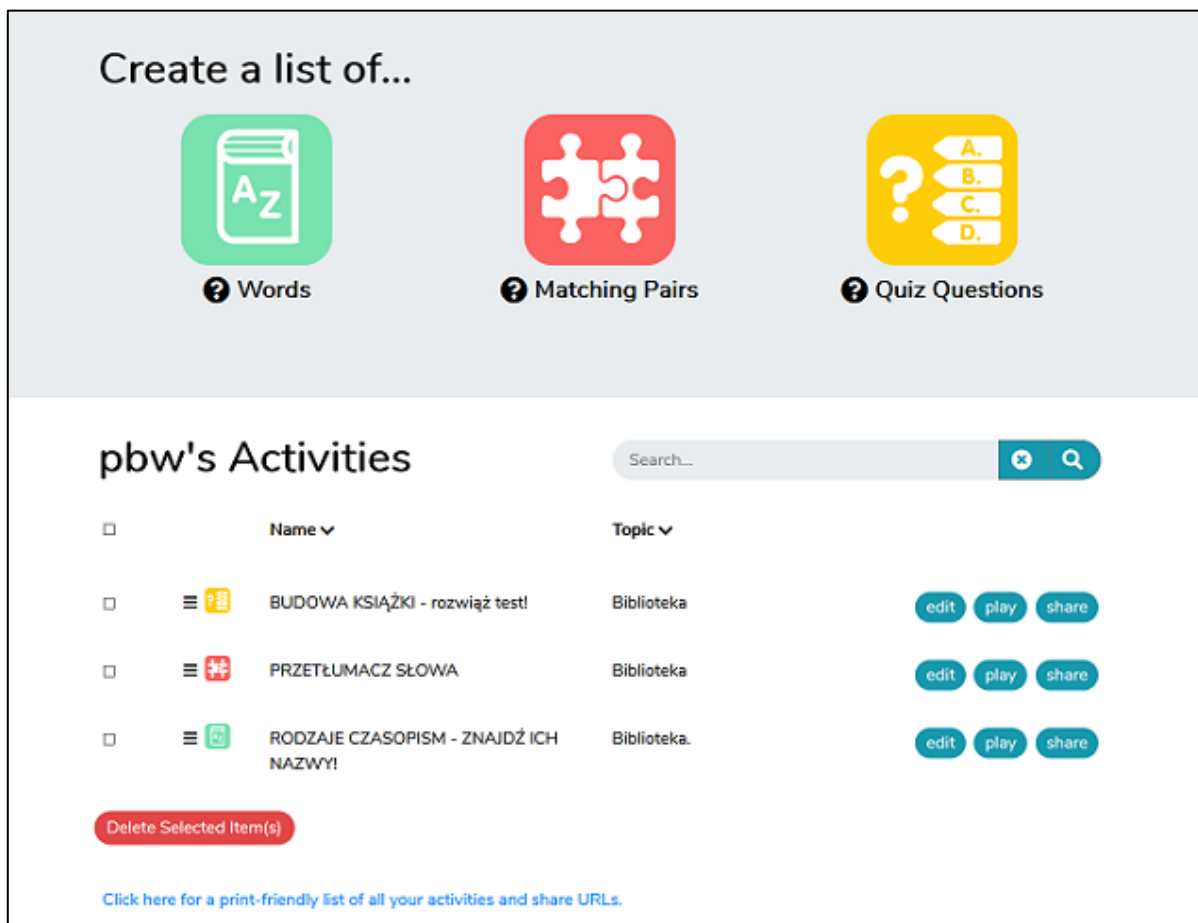 Create a list of...
A Z
A.
B.
C.
D.
? Words
? Matching Pairs
? Quiz Questions
pbw's Activities
Search...
Name
Topic
BUDOWA KSIĄŻKI - rozwiąż test!
Biblioteka
edit play share
PRZETŁUMACZ SŁOWA
Biblioteka
edit play share
RODZAJE CZASOPISM - ZNAJDŹ ICH
NAZWY!
Biblioteka.
edit play share
Delete Selected Item(s)
Click here for a print-friendly list of all your activities and share URLs.